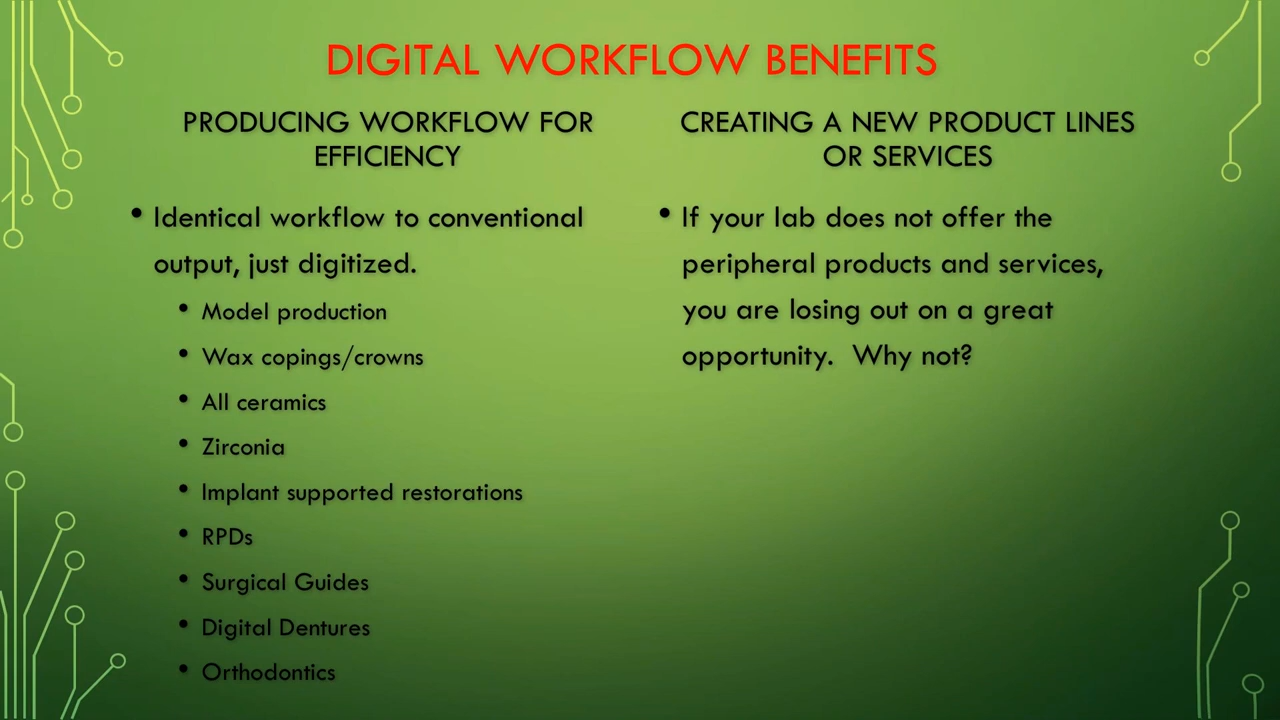 DIGITAL WORKFLOW BENEFITS
PRODUCING WORKFLOW FOR
EFFICIENCY
• Identical workflow to conventional
output, just digitized.
• Model production
• Wax copings/crowns
• All ceramics
• Zirconia
• Implant supported restorations
• RPDs
• Surgical Guides
• Digital Dentures
• Orthodontics
CREATING A NEW PRODUCT LINES
OR SERVICES
• If your lab does not offer the
peripheral products and services,
you are losing out on a great
opportunity.  Why not?